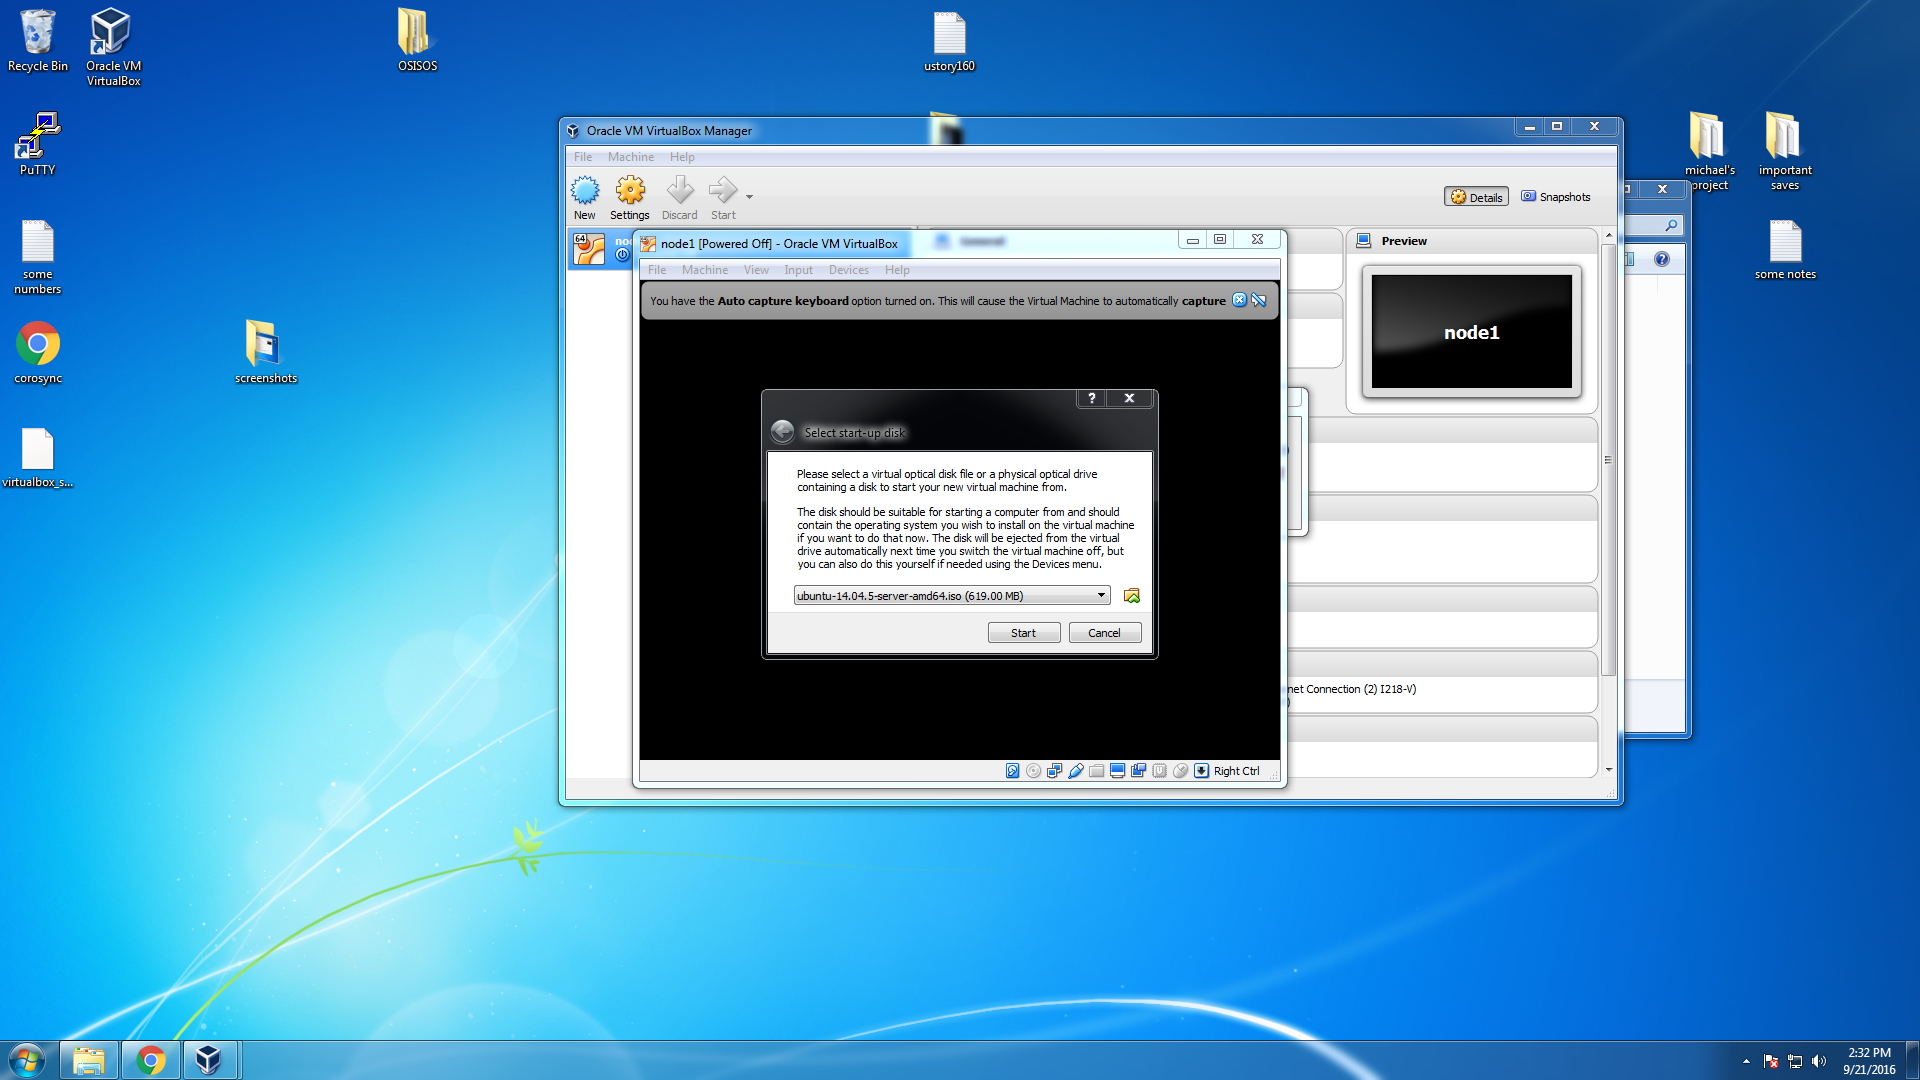 Recycle Bin
Oracle VM
VirtualBox
OSISOS
ustory160
PuTTY
some
numbers
corosync
virtualbox_s...
screenshots
michael's
project
important
saves
some notes
Oracle VM VirtualBox Manager
File Machine Help
New Settings Discard Start
Details Snapshots
64
Preview
node1
node1 [Powered Off] - Oracle VM VirtualBox
General
File Machine View Input Devices Help
You have the Auto capture keyboard option turned on. This will cause the Virtual Machine to automatically capture
?
Select start-up disk
Please select a virtual optical disk file or a physical optical drive
containing a disk to start your new virtual machine from.
The disk should be suitable for starting a computer from and should
contain the operating system you wish to install on the virtual machine
if you want to do that now. The disk will be ejected from the virtual
drive automatically next time you switch the virtual machine off, but
you can also do this yourself if needed using the Devices menu.
ubuntu-14.04.5-server-amd64.iso (619.00 MB)
Start Cancel
net Connection (2) I218-V)
)
Right Ctrl
2:32 PM
9/21/2016